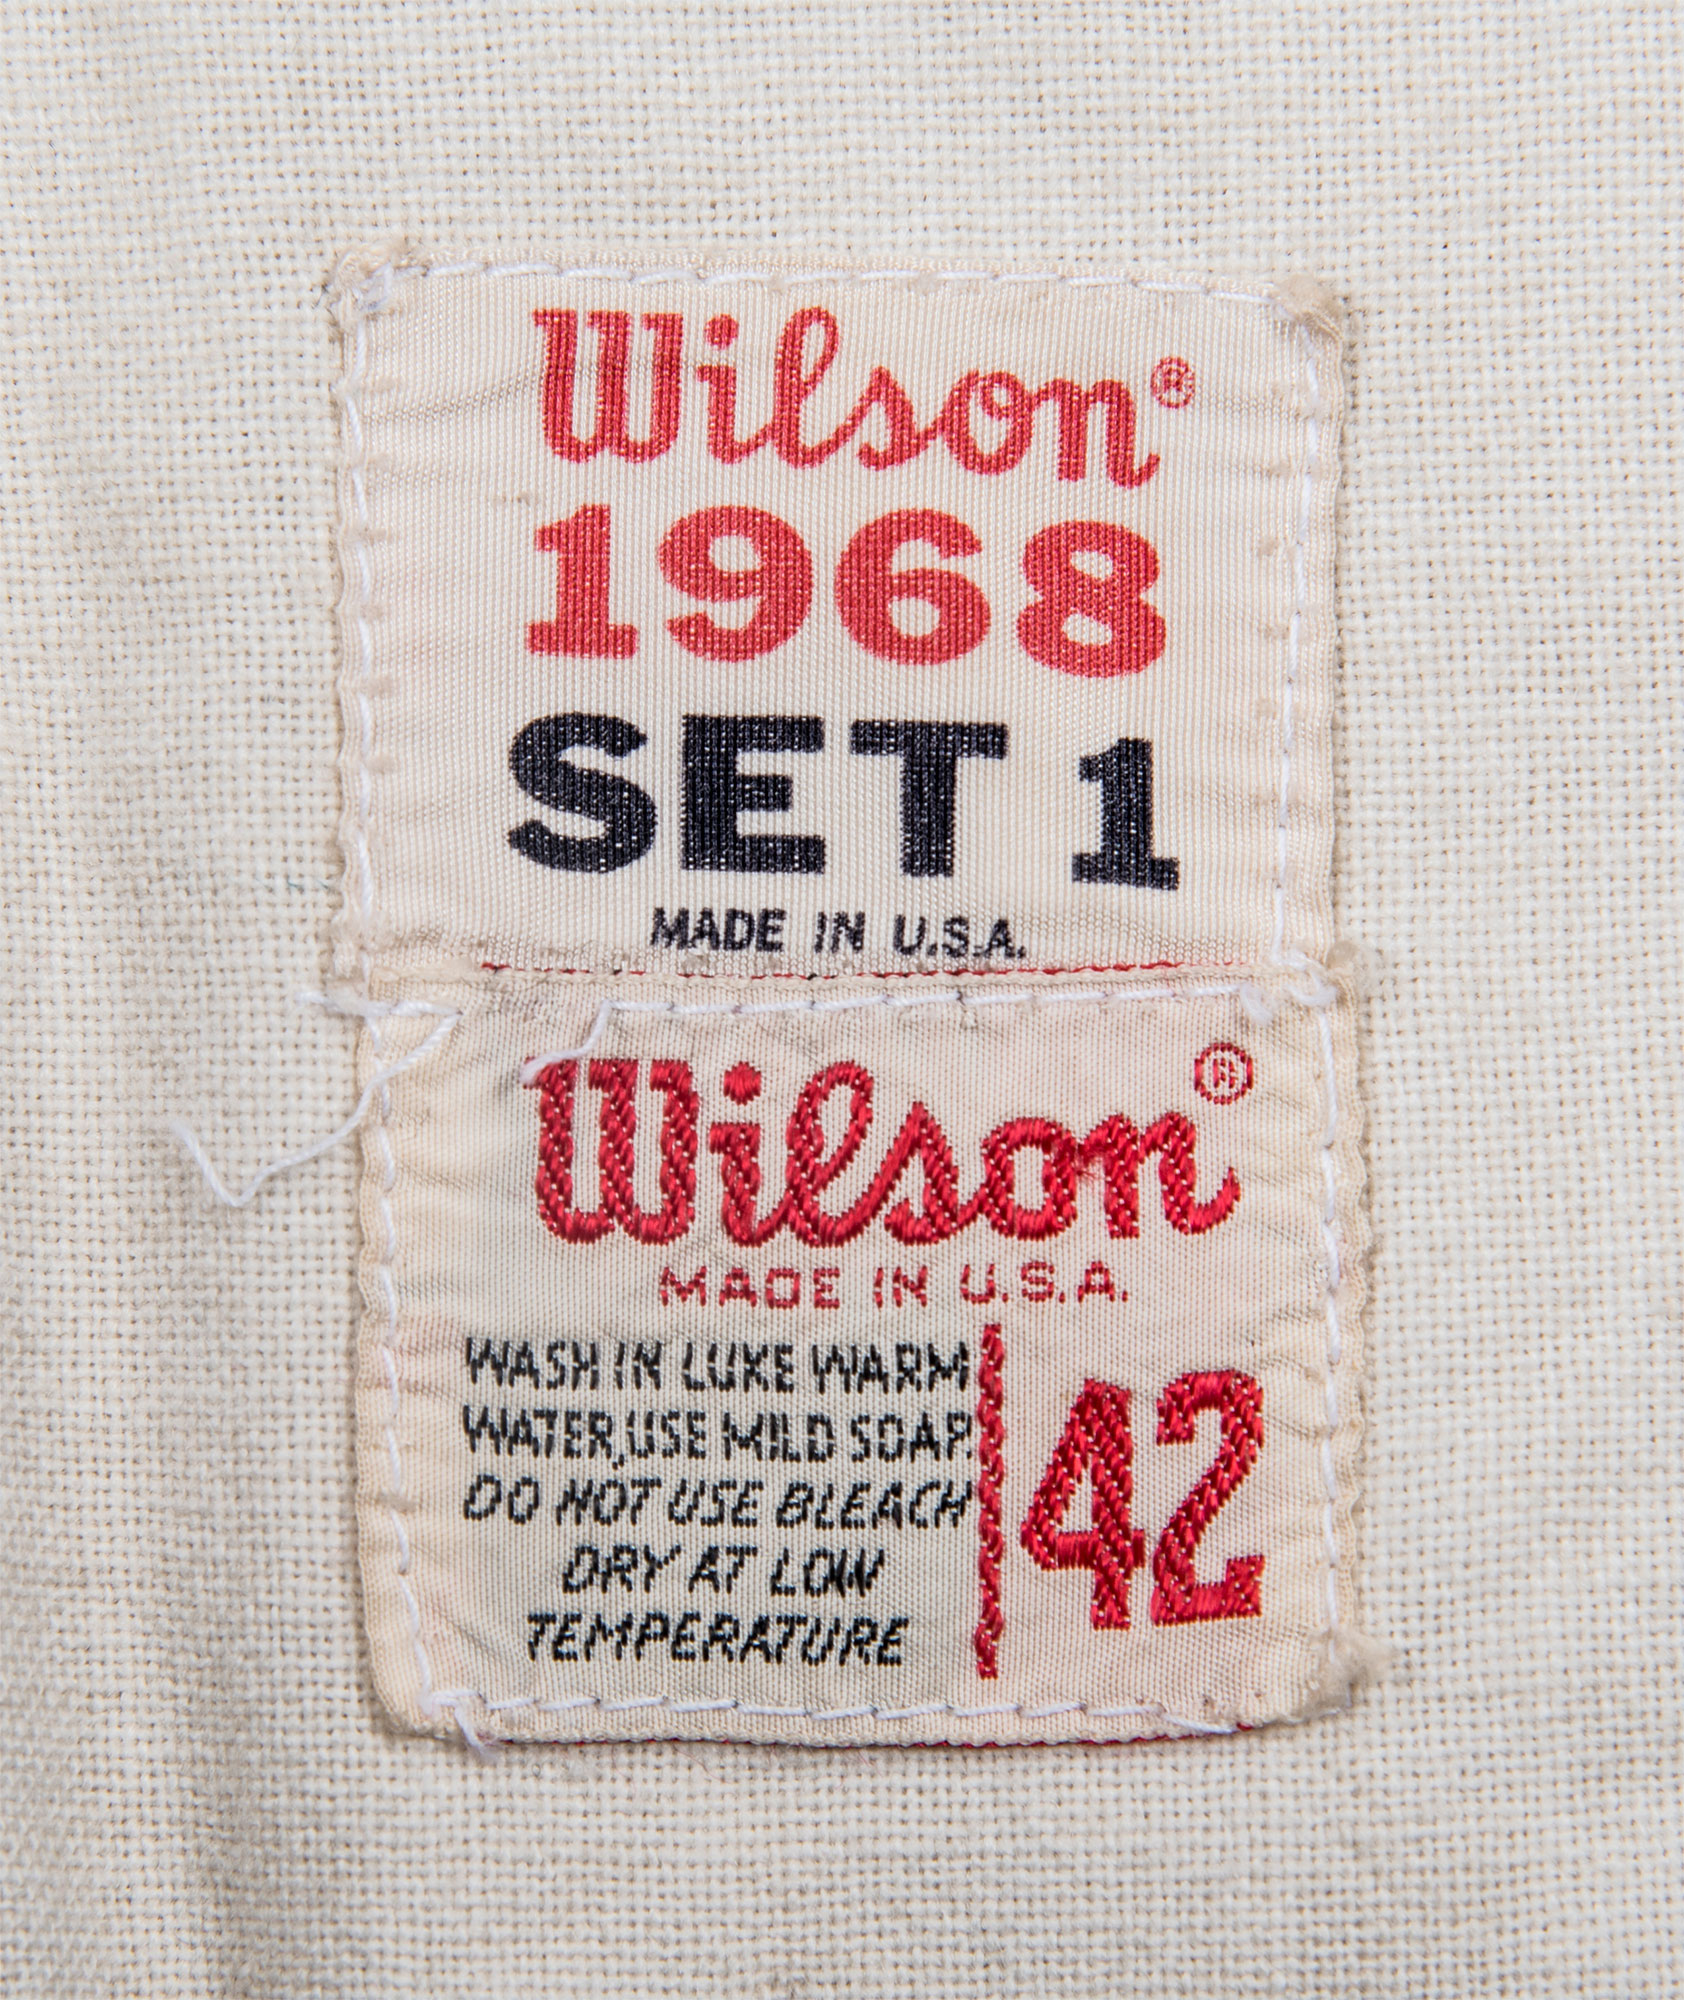 Wilson®
1968
SET 1
MADE IN U.S.A.
Wilson®
MADE IN U.S.A.
WASH IN LUKE WARM
WATER, USE MILD SOAP.
DO NOT USE BLEACH
DRY AT LOW
TEMPERATURE
42